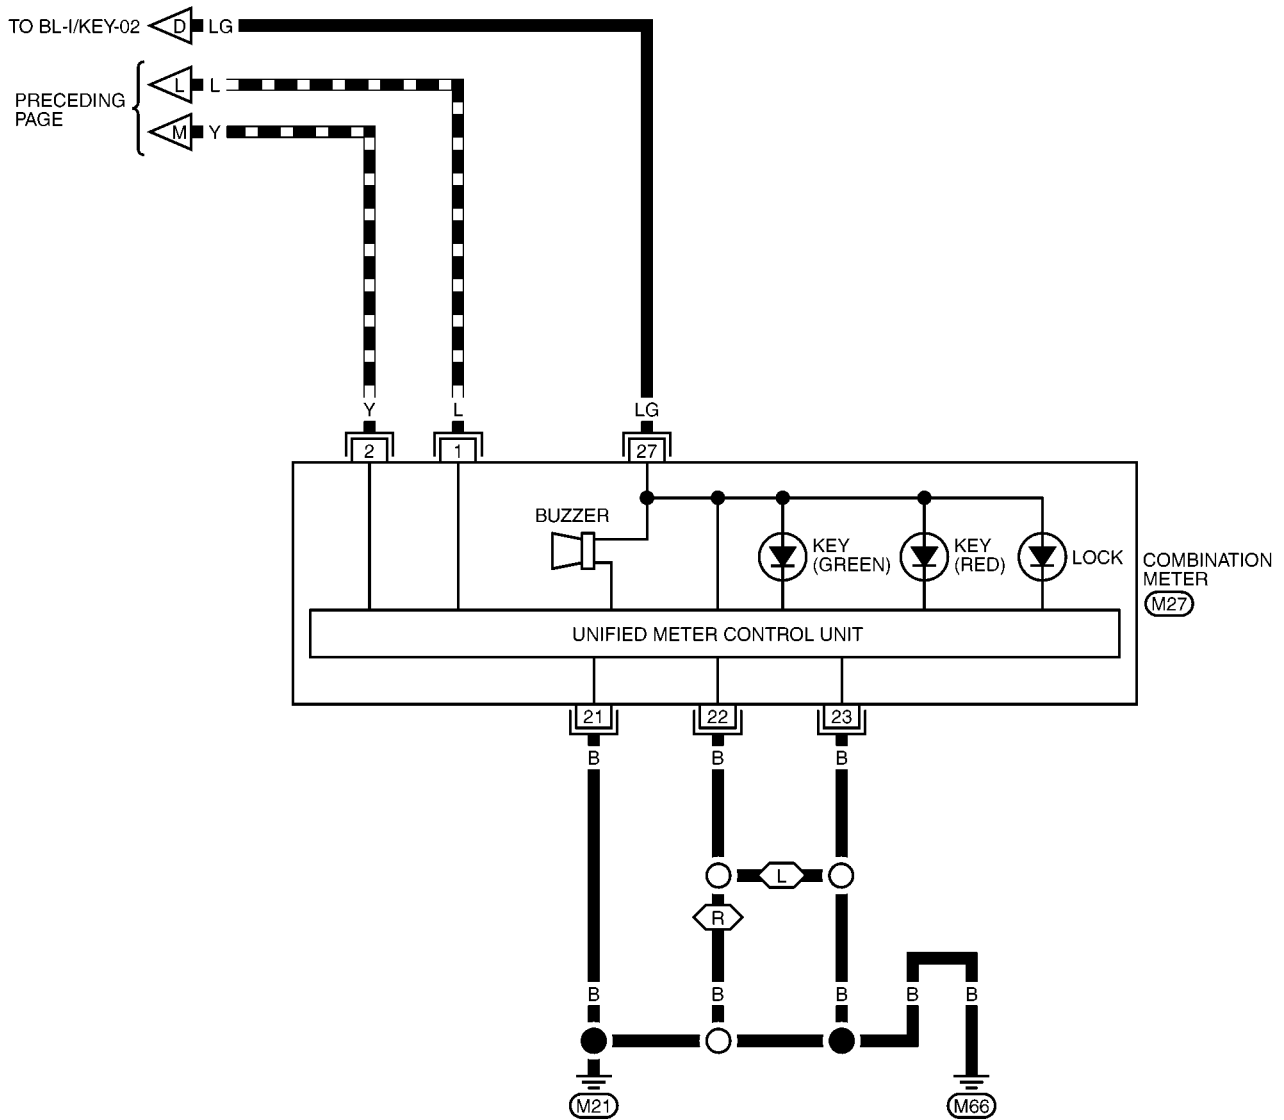 TO BL-I/KEY-02 D LG
PRECEDING
PAGE
L L
M Y
Y L LG
2 1 27
BUZZER
KEY
(GREEN)
KEY
(RED)
LOCK
COMBINATION
METER
M27
UNIFIED METER CONTROL UNIT
21 22 23
B B B
L
R
B B B B B
M21 M66